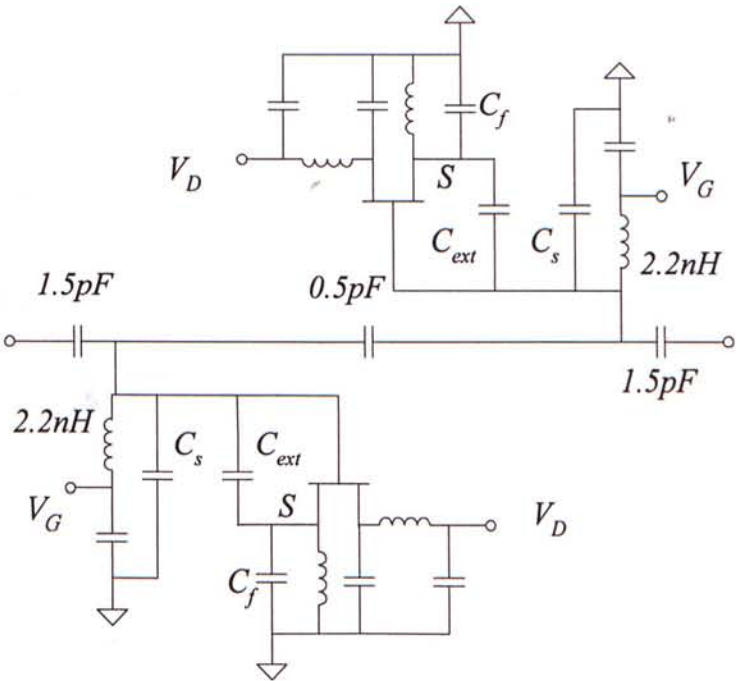 C_f
V_D
S
V_G
C_ext
C_s
2.2nH
1.5pF
0.5pF
1.5pF
2.2nH
C_s
C_ext
V_G
S
V_D
C_f